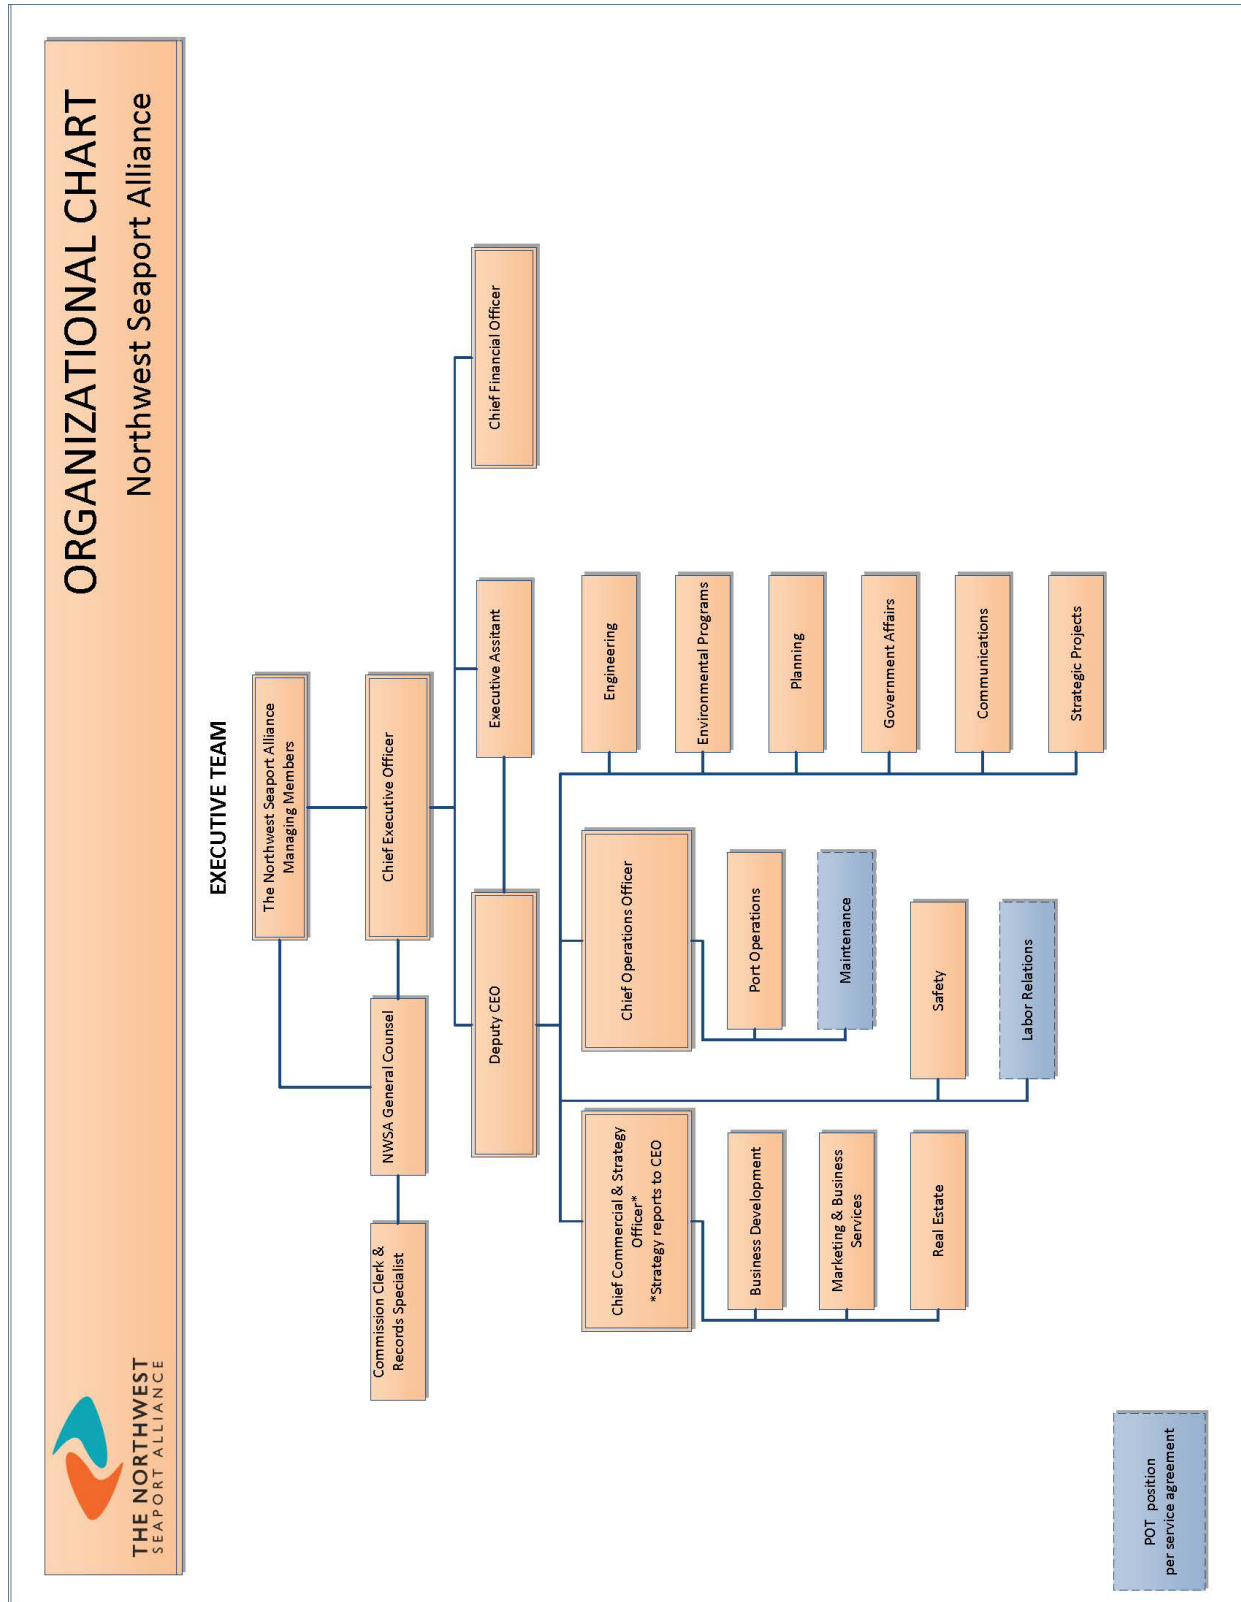 THE NORTHWEST
SEAPORT ALLIANCE
ORGANIZATIONAL CHART
Northwest Seaport Alliance
EXECUTIVE TEAM
The Northwest Seaport Alliance
Managing Members
Commission Clerk &
Records Specialist
NWSA General Counsel
Chief Executive Officer
Deputy CEO
Executive Assitant
Chief Financial Officer
Chief Commercial & Strategy
Officer*
*Strategy reports to CEO
Chief Operations Officer
Engineering
Environmental Programs
Planning
Government Affairs
Communications
Strategic Projects
Business Development
Marketing & Business
Services
Real Estate
Port Operations
Maintenance
Safety
Labor Relations
POT position
per service agreement